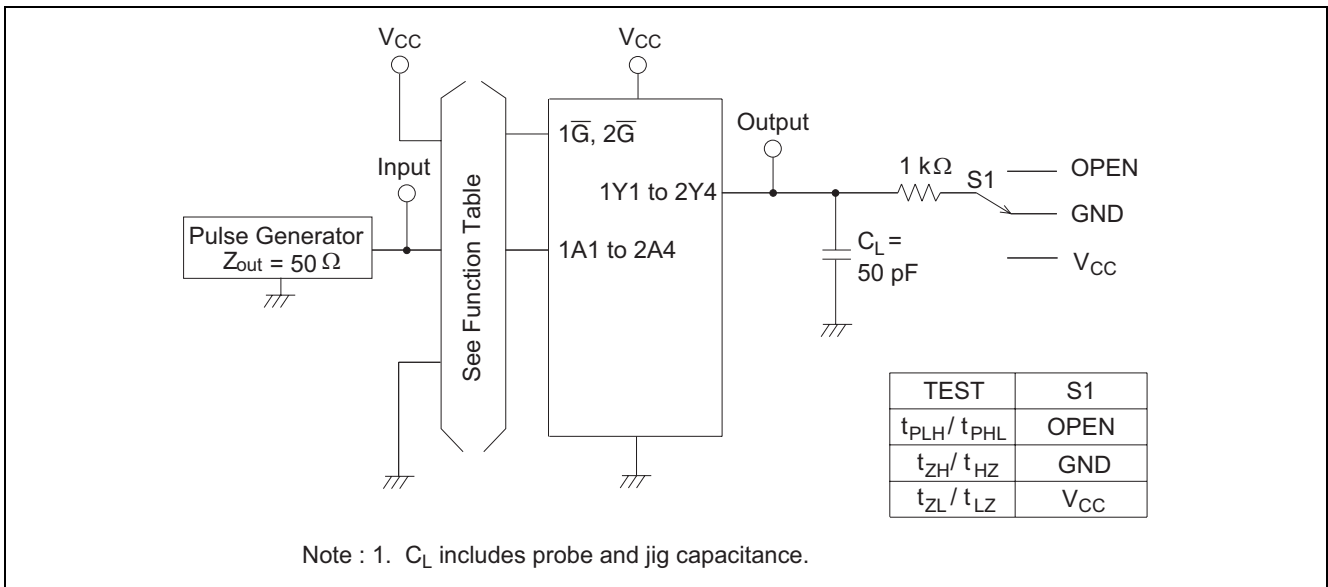 VCC
VCC
Input
Output
1G̅, 2G̅
1Y1 to 2Y4
1 kΩ
S1
OPEN
GND
VCC
Pulse Generator
Zout = 50 Ω
See Function Table
1A1 to 2A4
CL =
50 pF
TEST S1
tPLH / tPHL OPEN
tZH / tHZ GND
tZL / tLZ VCC
Note : 1. CL includes probe and jig capacitance.